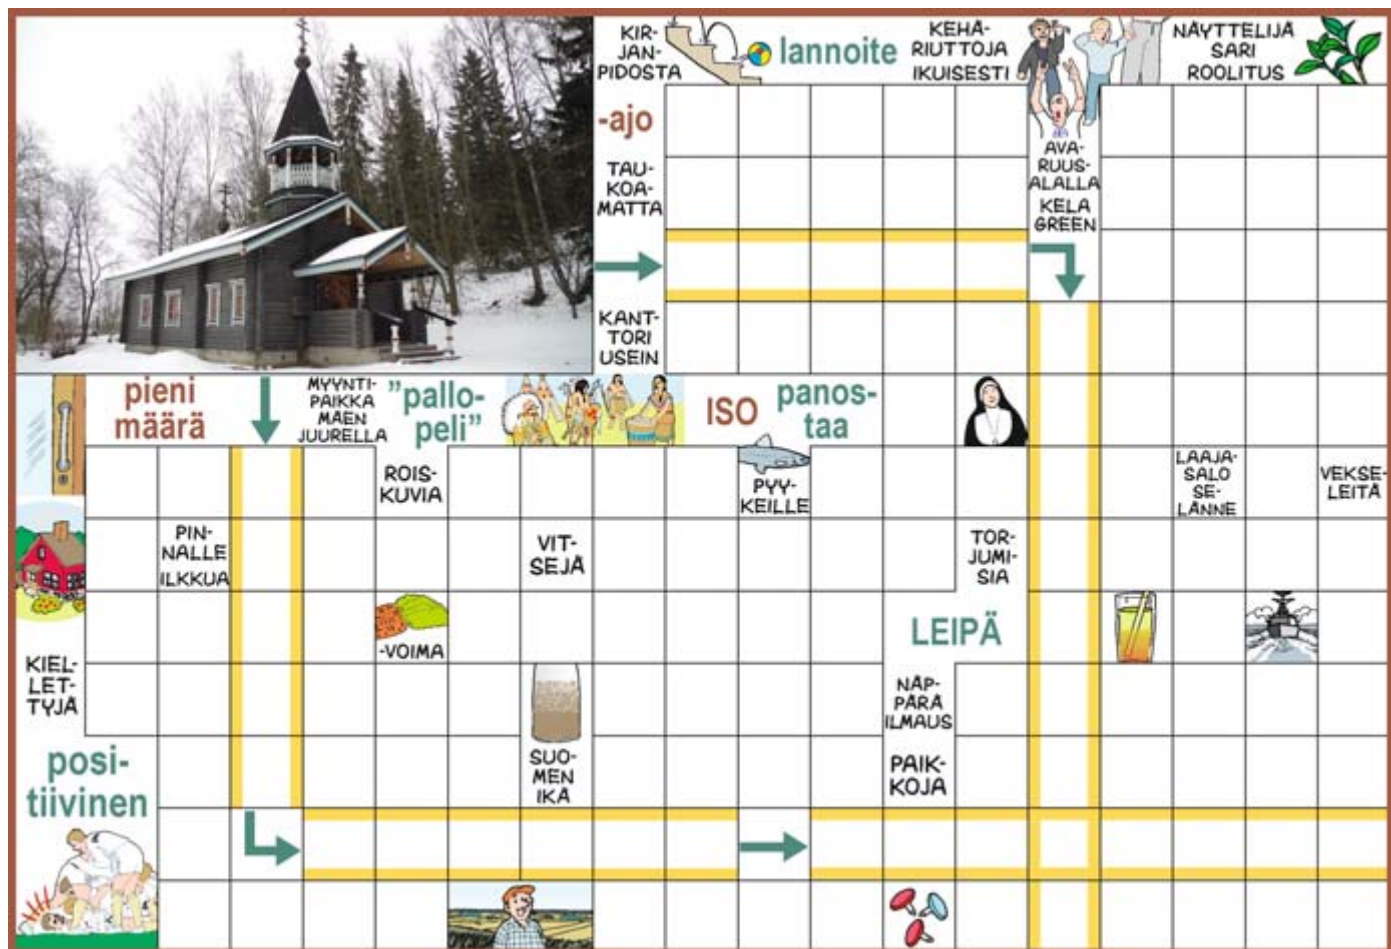 KIR-
JAN-
PIDOSTA
lannoite
KEHÄ-
RIUTTOJA
IKUISESTI
NÄYTTELIJÄ
SARI
ROOLITUS
-ajo
TAU-
KOA-
MATTA
AVA-
RUUS-
ALALLA
KELA
GREEN
KANT-
TORI
USEIN
pieni
määrä
MYYNTI-
PAIKKA
MÄEN
JUURELLA
”pallo-
peli”
ISO
panos-
taa
ROIS-
KUVIA
PYY-
KEILLE
LAAJA-
SALO
SE-
LÄNNE
VEKSE-
LEITÄ
PIN-
NALLE
ILKKUA
VIT-
SEJÄ
TOR-
JUMI-
SIA
-VOIMA
LEIPÄ
KIEL-
LET-
TYJÄ
NÄP-
PÄRÄ
ILMAUS
posi-
tiivinen
SUO-
MEN
IKÄ
PAIK-
KOJA